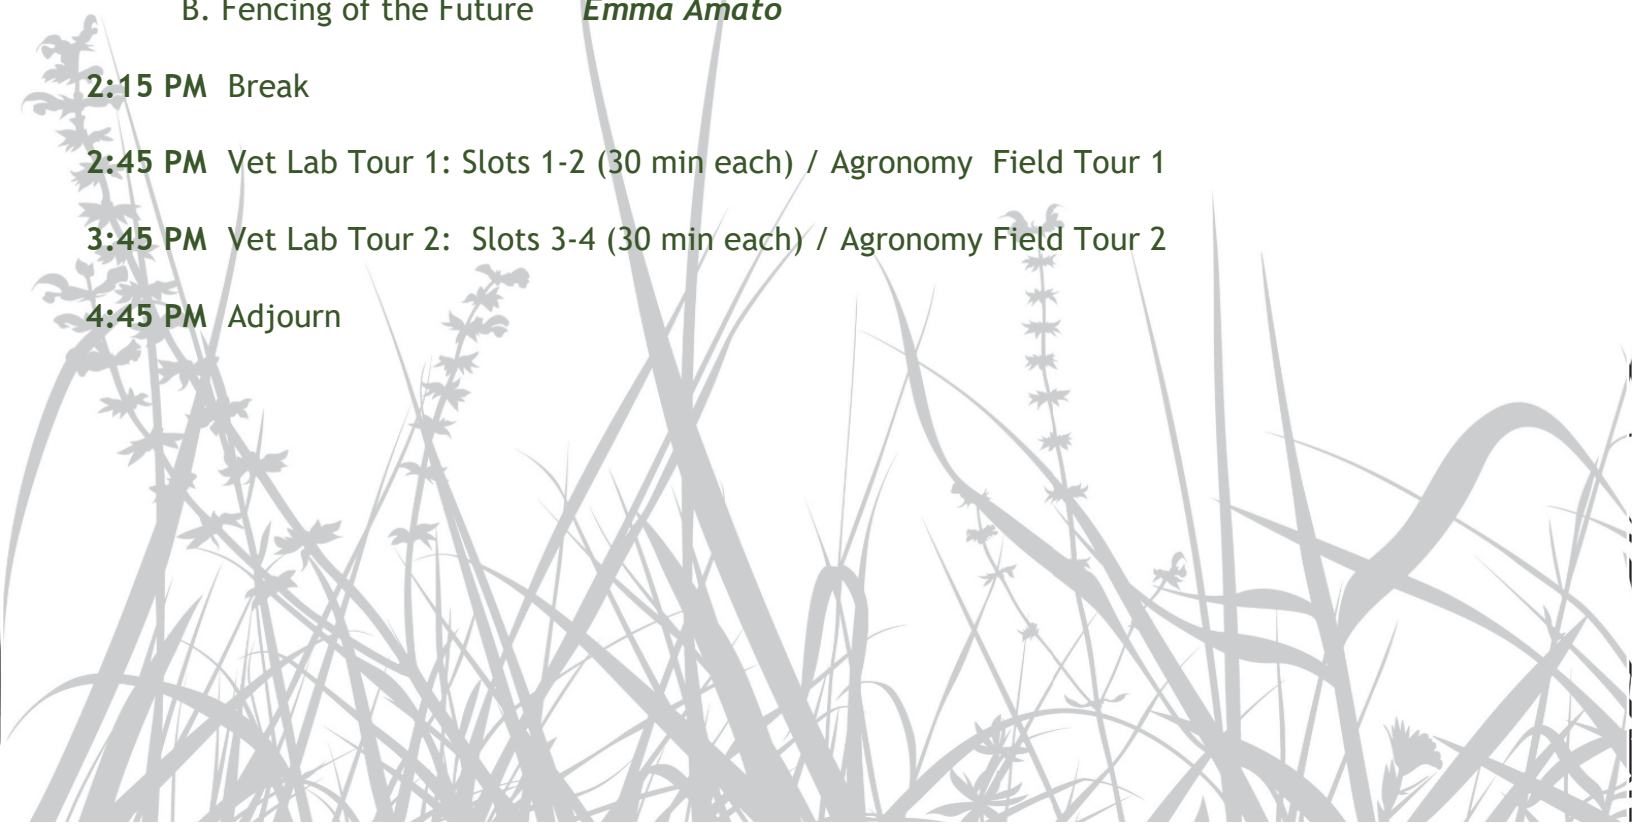 B. Fencing of the Future Emma Amato
2:15 PM Break
2:45 PM Vet Lab Tour 1: Slots 1-2 (30 min each) / Agronomy Field Tour 1
3:45 PM Vet Lab Tour 2: Slots 3-4 (30 min each) / Agronomy Field Tour 2
4:45 PM Adjourn